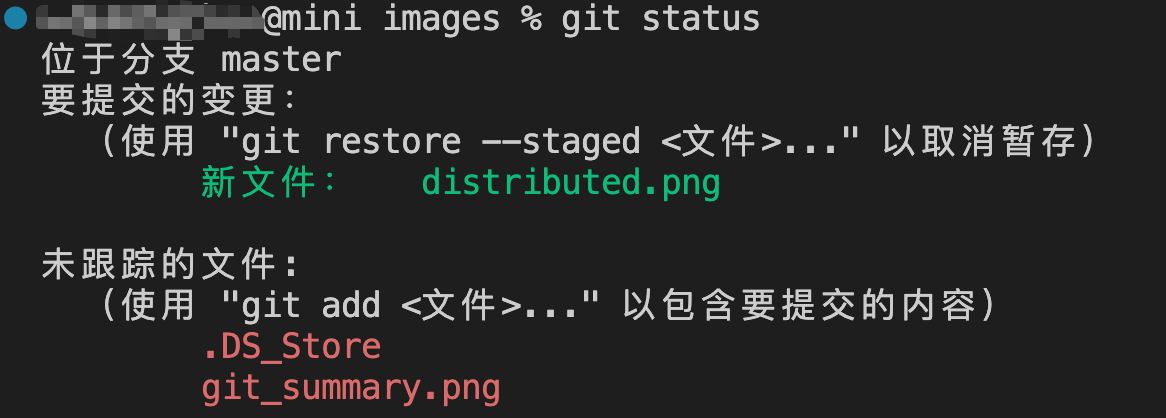 @mini images % git status
位于分支 master
要提交的变更：
（使用 "git restore --staged <文件>..." 以取消暂存）
新文件： distributed.png
未跟踪的文件:
（使用 "git add <文件>..." 以包含要提交的内容）
.DS_Store
git_summary.png